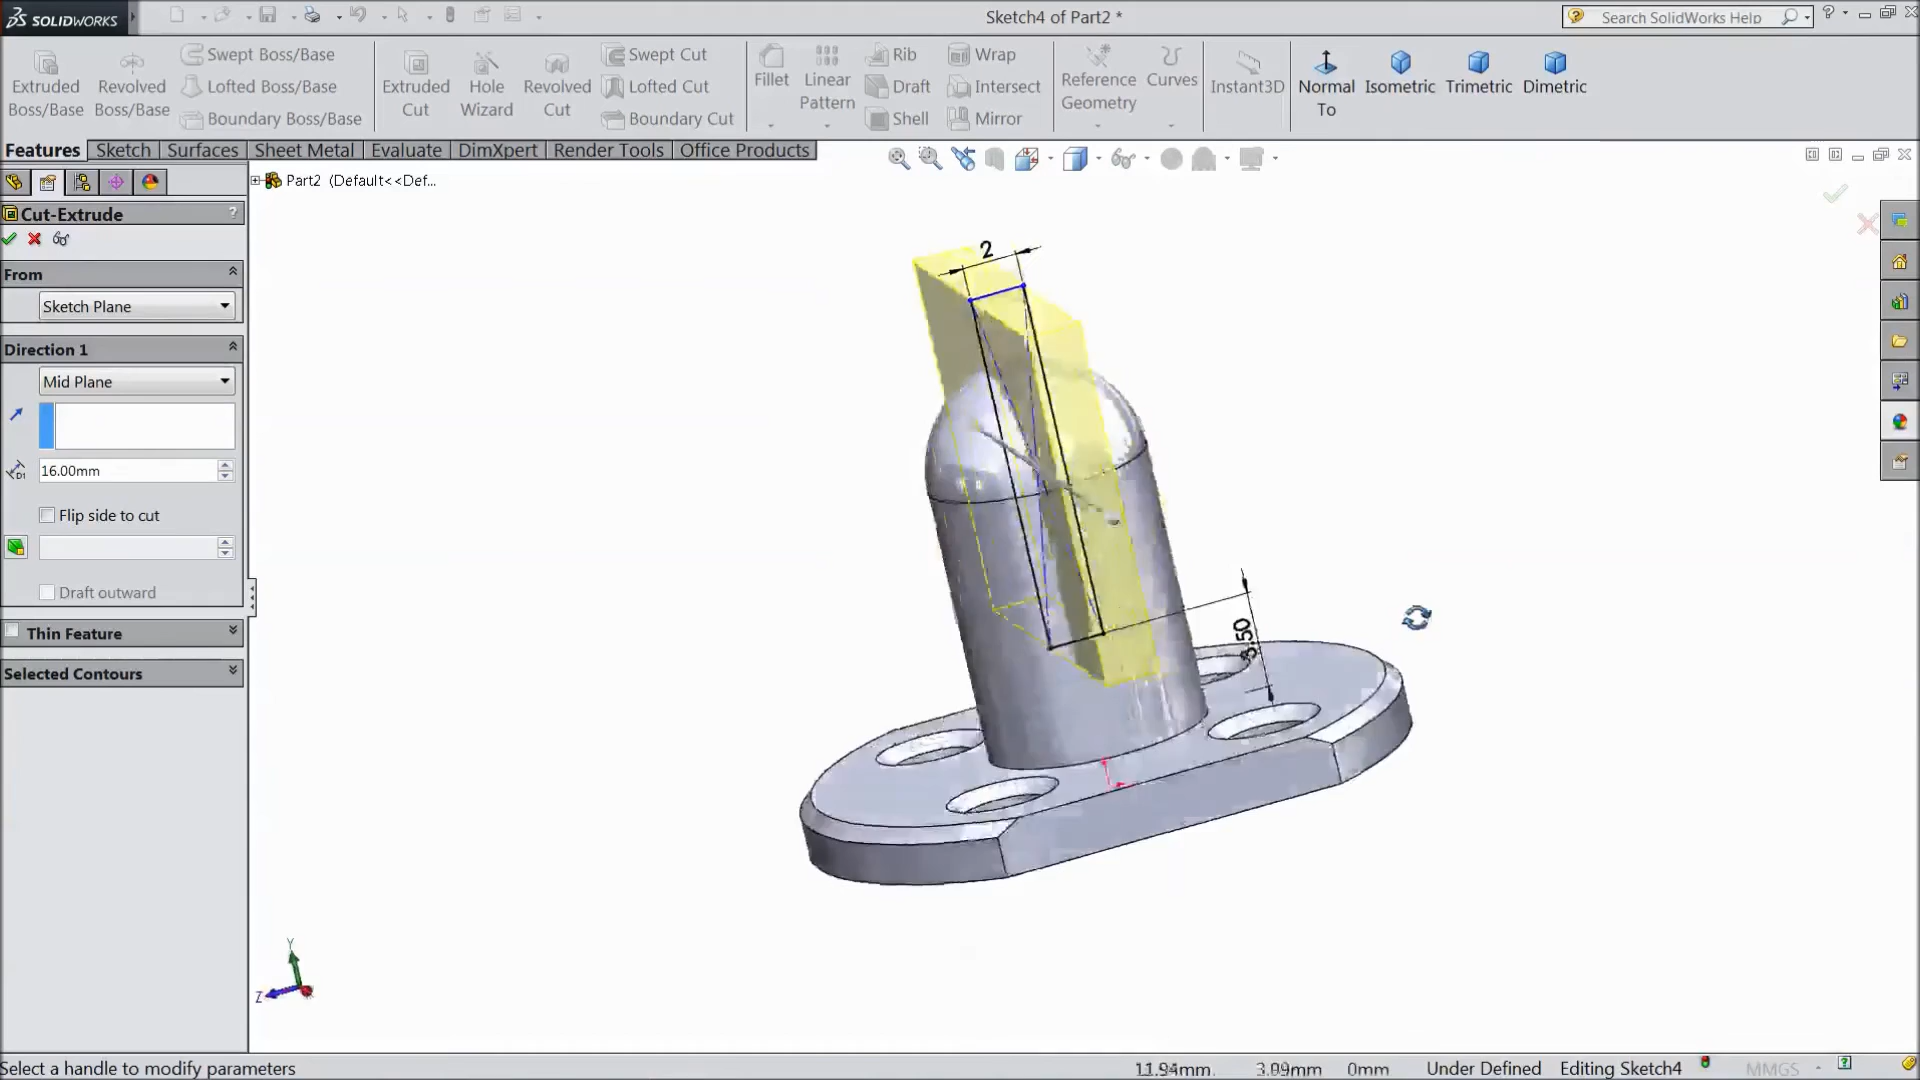 SOLIDWORKS
Sketch4 of Part2 *
Search SolidWorks Help
Extruded Boss/Base
Revolved Boss/Base
Swept Boss/Base
Lofted Boss/Base
Boundary Boss/Base
Extruded Cut
Hole Wizard
Revolved Cut
Swept Cut
Lofted Cut
Boundary Cut
Fillet
Linear Pattern
Rib
Draft
Shell
Wrap
Intersect
Mirror
Reference Geometry
Curves
Instant3D
Normal To
Isometric
Trimetric
Dimetric
Features
Sketch
Surfaces
Sheet Metal
Evaluate
DimXpert
Render Tools
Office Products
Part2 (Default<<Def...
Cut-Extrude
?
From
Sketch Plane
Direction 1
Mid Plane
D1
16.00mm
Flip side to cut
Draft outward
Thin Feature
Selected Contours
2
3.50
Y
Z
Select a handle to modify parameters
11.94mm
3.09mm
0mm
Under Defined
Editing Sketch4
MMGS